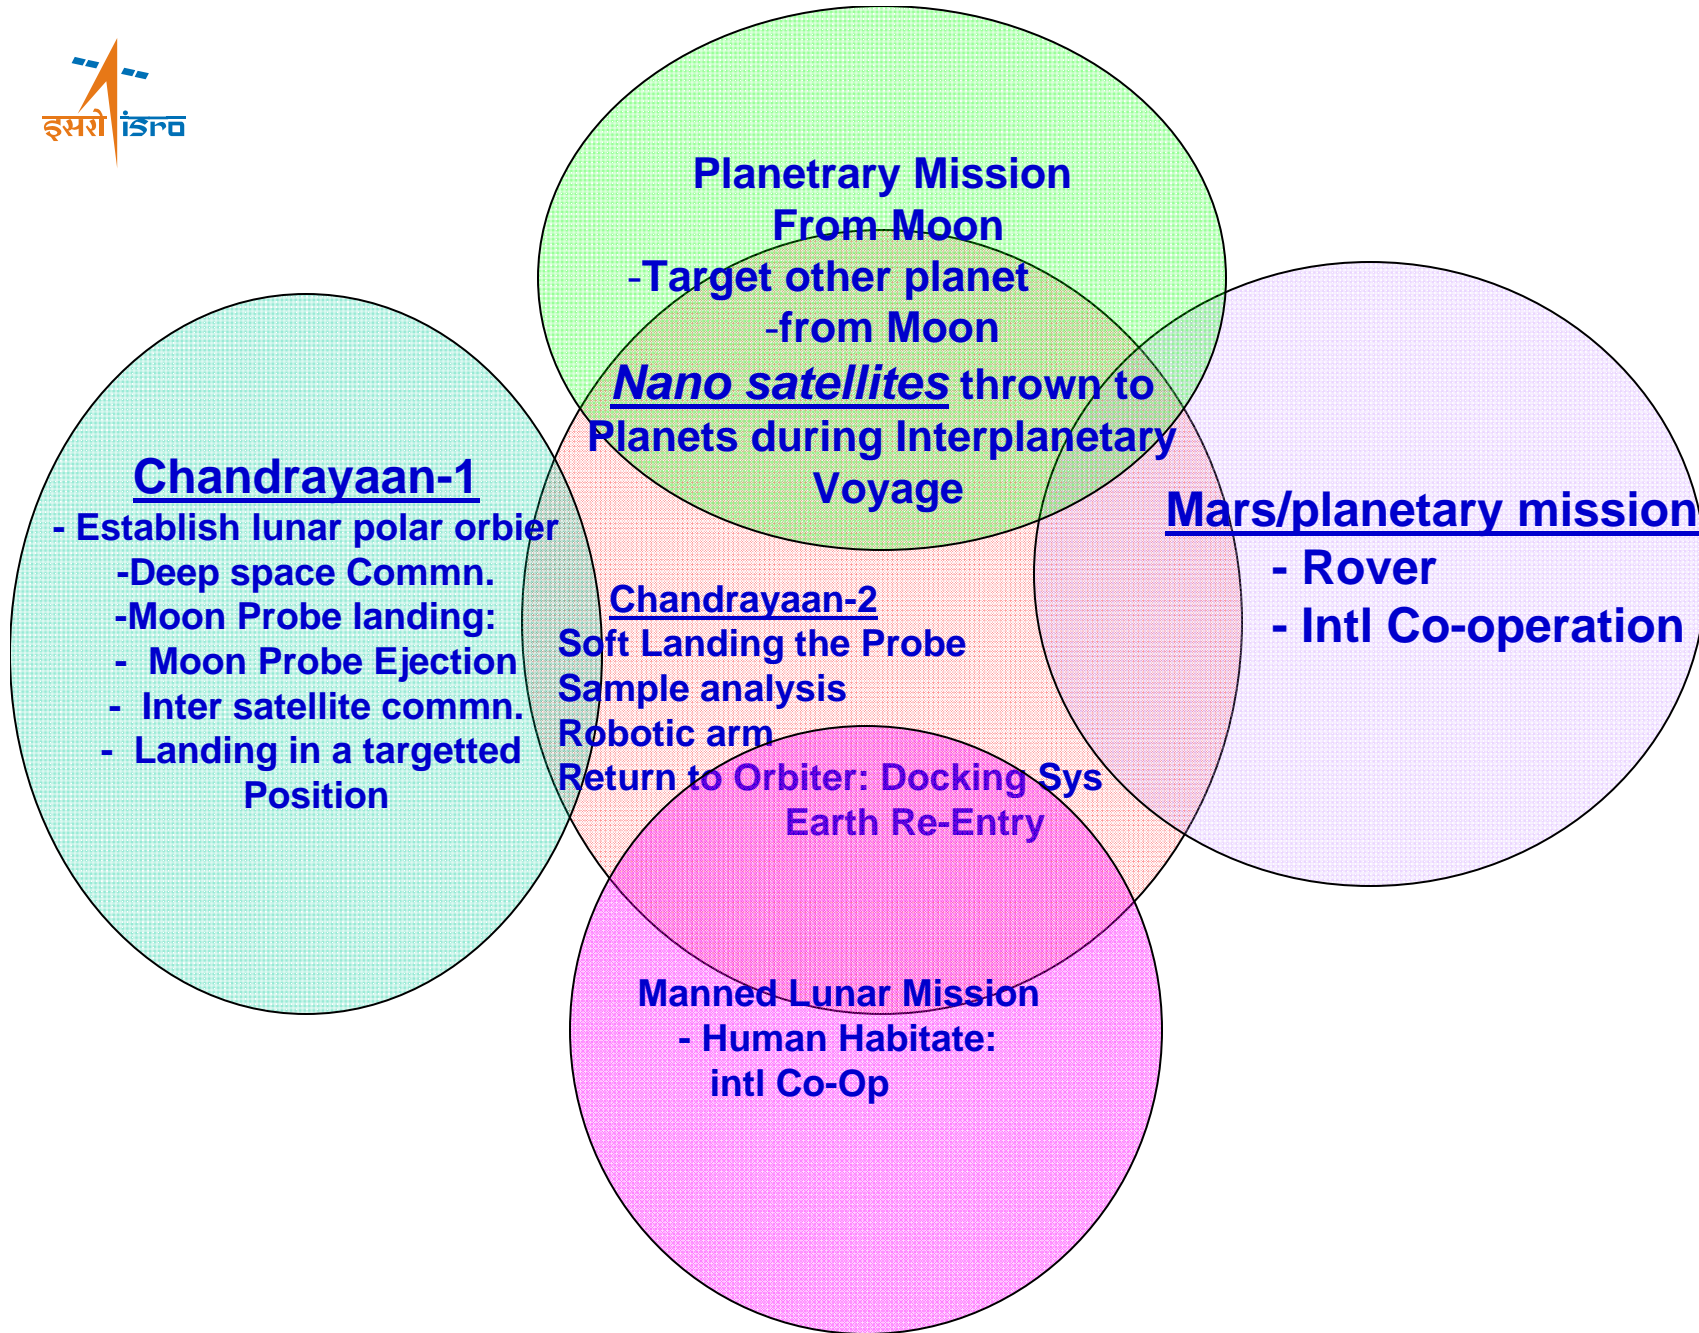 इसरो isro
Planetrary Mission
From Moon
-Target other planet
-from Moon
Nano satellites thrown to
Planets during Interplanetary
Voyage
Chandrayaan-1
- Establish lunar polar orbier
-Deep space Commn.
-Moon Probe landing:
- Moon Probe Ejection
- Inter satellite commn.
- Landing in a targetted
Position
Chandrayaan-2
Soft Landing the Probe
Sample analysis
Robotic arm
Return to Orbiter: Docking Sys
Earth Re-Entry
Mars/planetary mission
- Rover
- Intl Co-operation
Manned Lunar Mission
- Human Habitate:
intl Co-Op